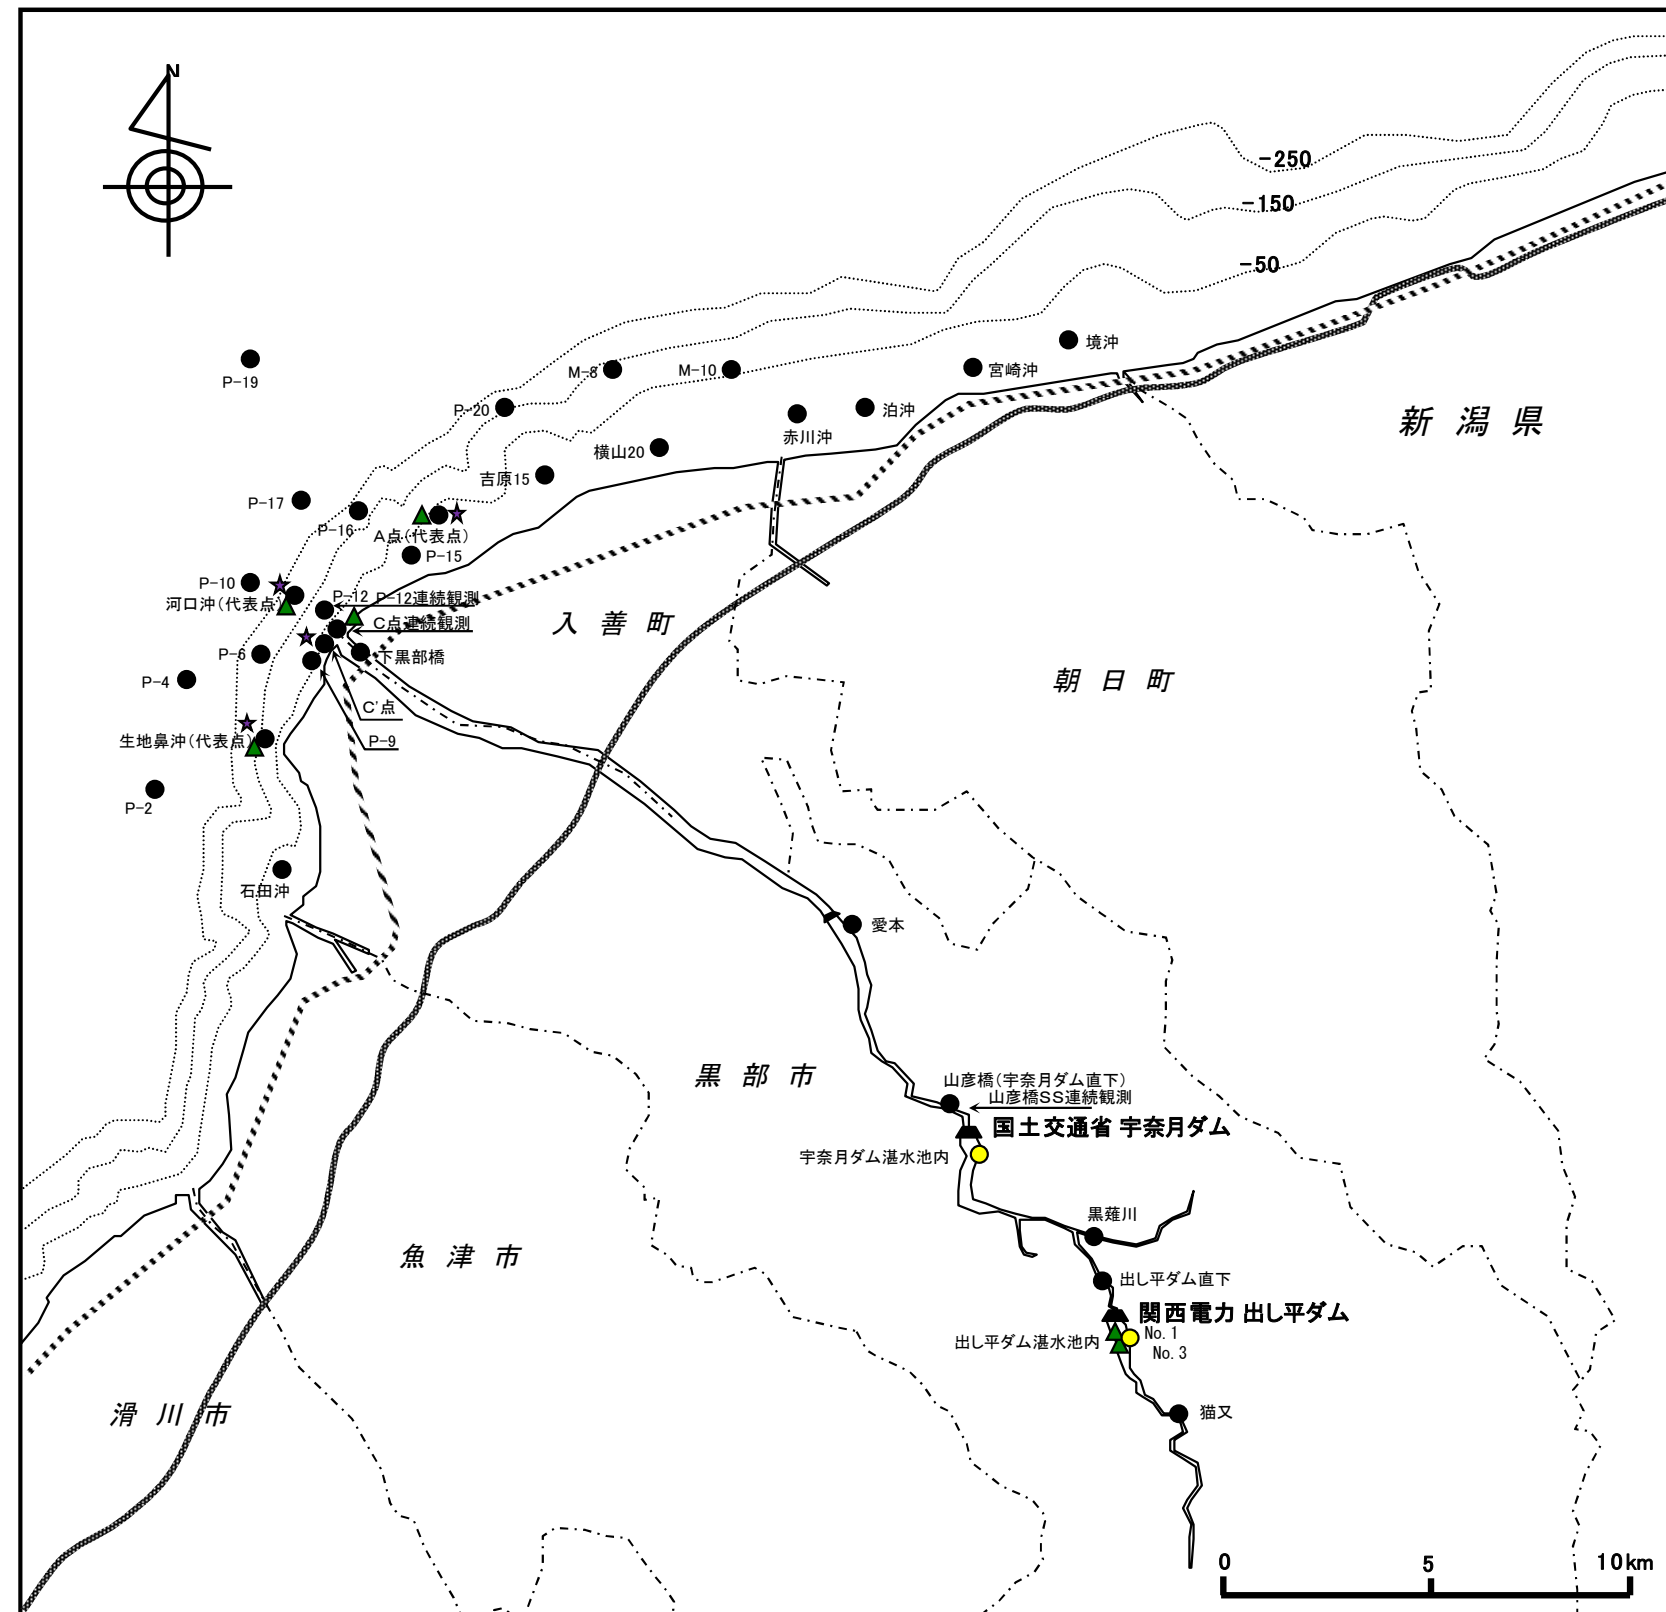 N
-250
-150
-50
境沖
宮崎沖
P-19
M-8
M-10
P-20
泊沖
赤川沖
新潟県
横山20
吉原15
P-17
P-16
A点(代表点)
P-15
P-10
河口沖(代表点)
P-12
P-12連続観測
C点連続観測
入善町
P-6
下黒部橋
P-4
朝日町
C'点
生地鼻沖(代表点)
P-9
P-2
石田沖
愛本
黒部市
山彦橋(宇奈月ダム直下)
山彦橋SS連続観測
国土交通省 宇奈月ダム
宇奈月ダム湛水池内
黒薙川
魚津市
出し平ダム直下
関西電力 出し平ダム
No.1
出し平ダム湛水池内
No.3
滑川市
猫又
0 5 10km